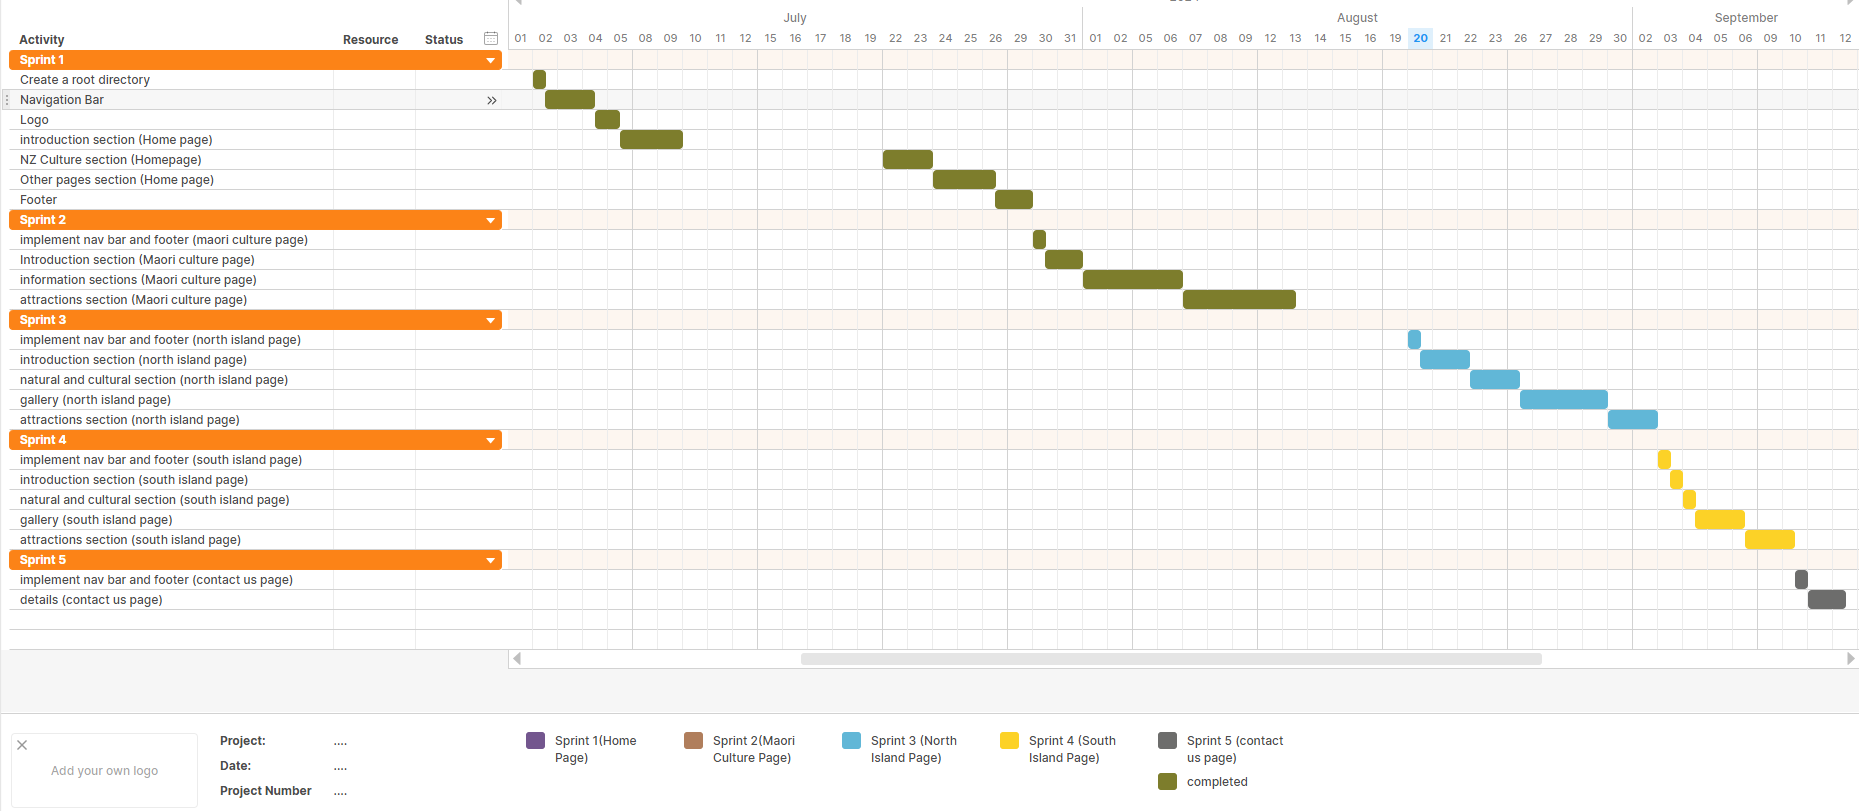 July August September
01 02 03 04 05 08 09 10 11 12 15 16 17 18 19 22 23 24 25 26 29 30 31 01 02 05 06 07 08 09 12 13 14 15 16 19 20 21 22 23 26 27 28 29 30 02 03 04 05 06 09 10 11 12
Activity Resource Status
Sprint 1
Create a root directory
Navigation Bar
Logo
introduction section (Home page)
NZ Culture section (Homepage)
Other pages section (Home page)
Footer
Sprint 2
implement nav bar and footer (maori culture page)
Introduction section (Maori culture page)
information sections (Maori culture page)
attractions section (Maori culture page)
Sprint 3
implement nav bar and footer (north island page)
introduction section (north island page)
natural and cultural section (north island page)
gallery (north island page)
attractions section (north island page)
Sprint 4
implement nav bar and footer (south island page)
introduction section (south island page)
natural and cultural section (south island page)
gallery (south island page)
attractions section (south island page)
Sprint 5
implement nav bar and footer (contact us page)
details (contact us page)
Add your own logo
Project: ....
Date: ....
Project Number ....
Sprint 1(Home
Page)
Sprint 2(Maori
Culture Page)
Sprint 3 (North
Island Page)
Sprint 4 (South
Island Page)
Sprint 5 (contact
us page)
completed